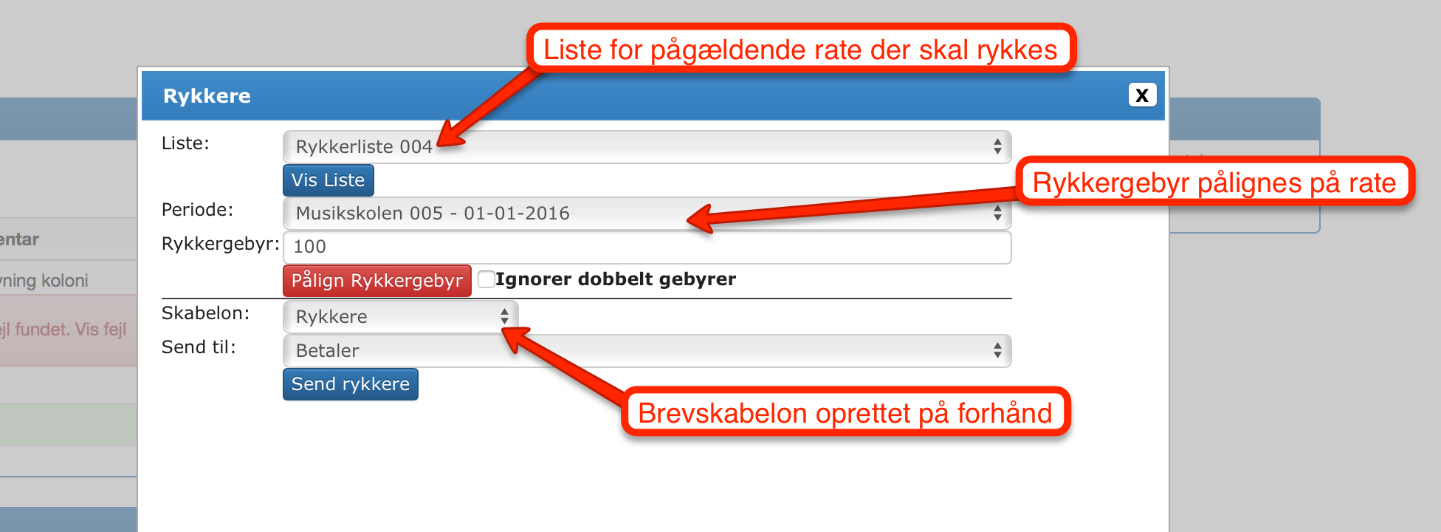 Liste for pågældende rate der skal rykkes
Rykkere
X
Liste:
Rykkerliste 004
Vis Liste
Rykkergebyr pålignes på rate
Periode:
Musikskolen 005 - 01-01-2016
Rykkergebyr:
100
Pålign Rykkergebyr
Ignorer dobbelt gebyrer
Skabelon:
Rykkere
Send til:
Betaler
Send rykkere
Brevskabelon oprettet på forhånd
entar
ning koloni
jl fundet. Vis fejl